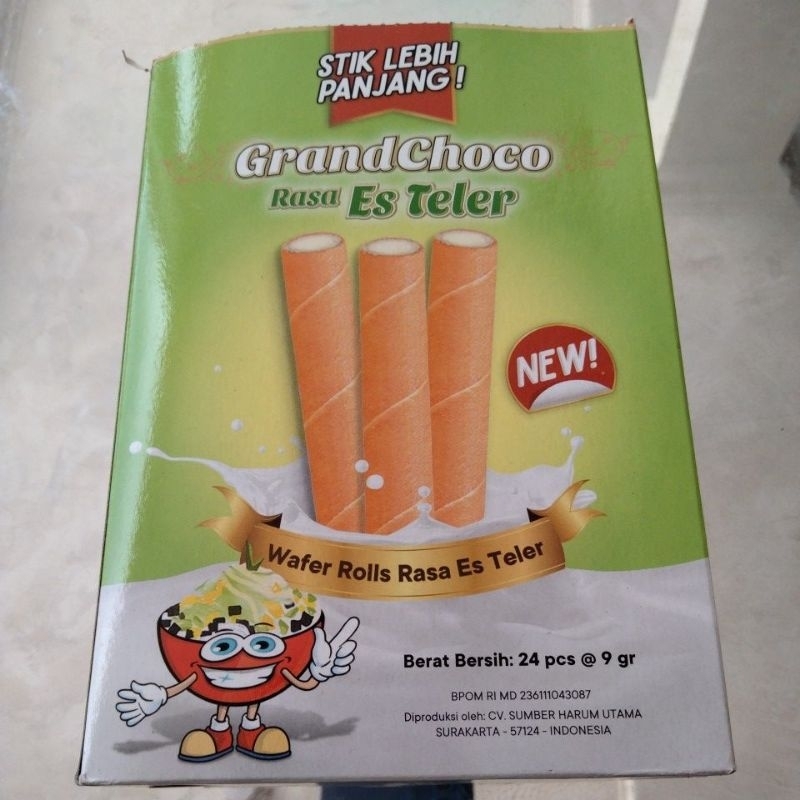 STIK LEBIH
PANJANG!
GrandChoco
Rasa Es Teler
NEW!
Wafer Rolls Rasa Es Teler
Berat Bersih: 24 pcs @ 9 gr
BPOM RI MD 236111043087
Diproduksi oleh: CV. SUMBER HARUM UTAMA
SURAKARTA - 57124 - INDONESIA